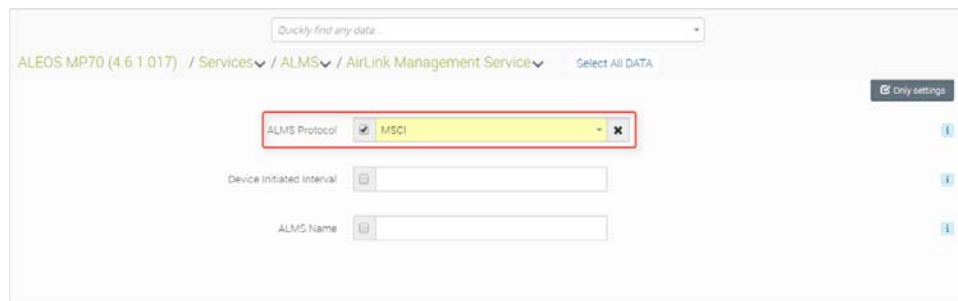 Quickly find any data...
ALEOS MP70 (4.6.1.017) / Services / ALMS / AirLink Management Service Select All DATA
Only settings
ALMS Protocol MSCI
Device Initiated Interval
ALMS Name